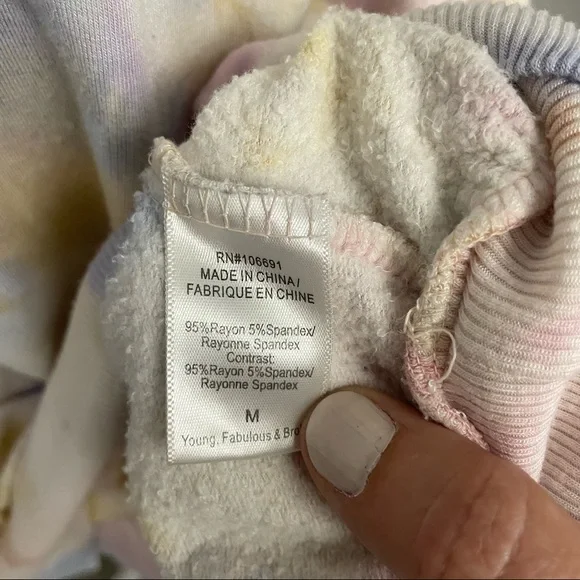 RN#106691
MADE IN CHINA/
FABRIQUE EN CHINE
95%Rayon 5%Spandex/
Rayonne Spandex
Contrast:
95%Rayon 5%Spandex/
Rayonne Spandex
M
Young, Fabulous &